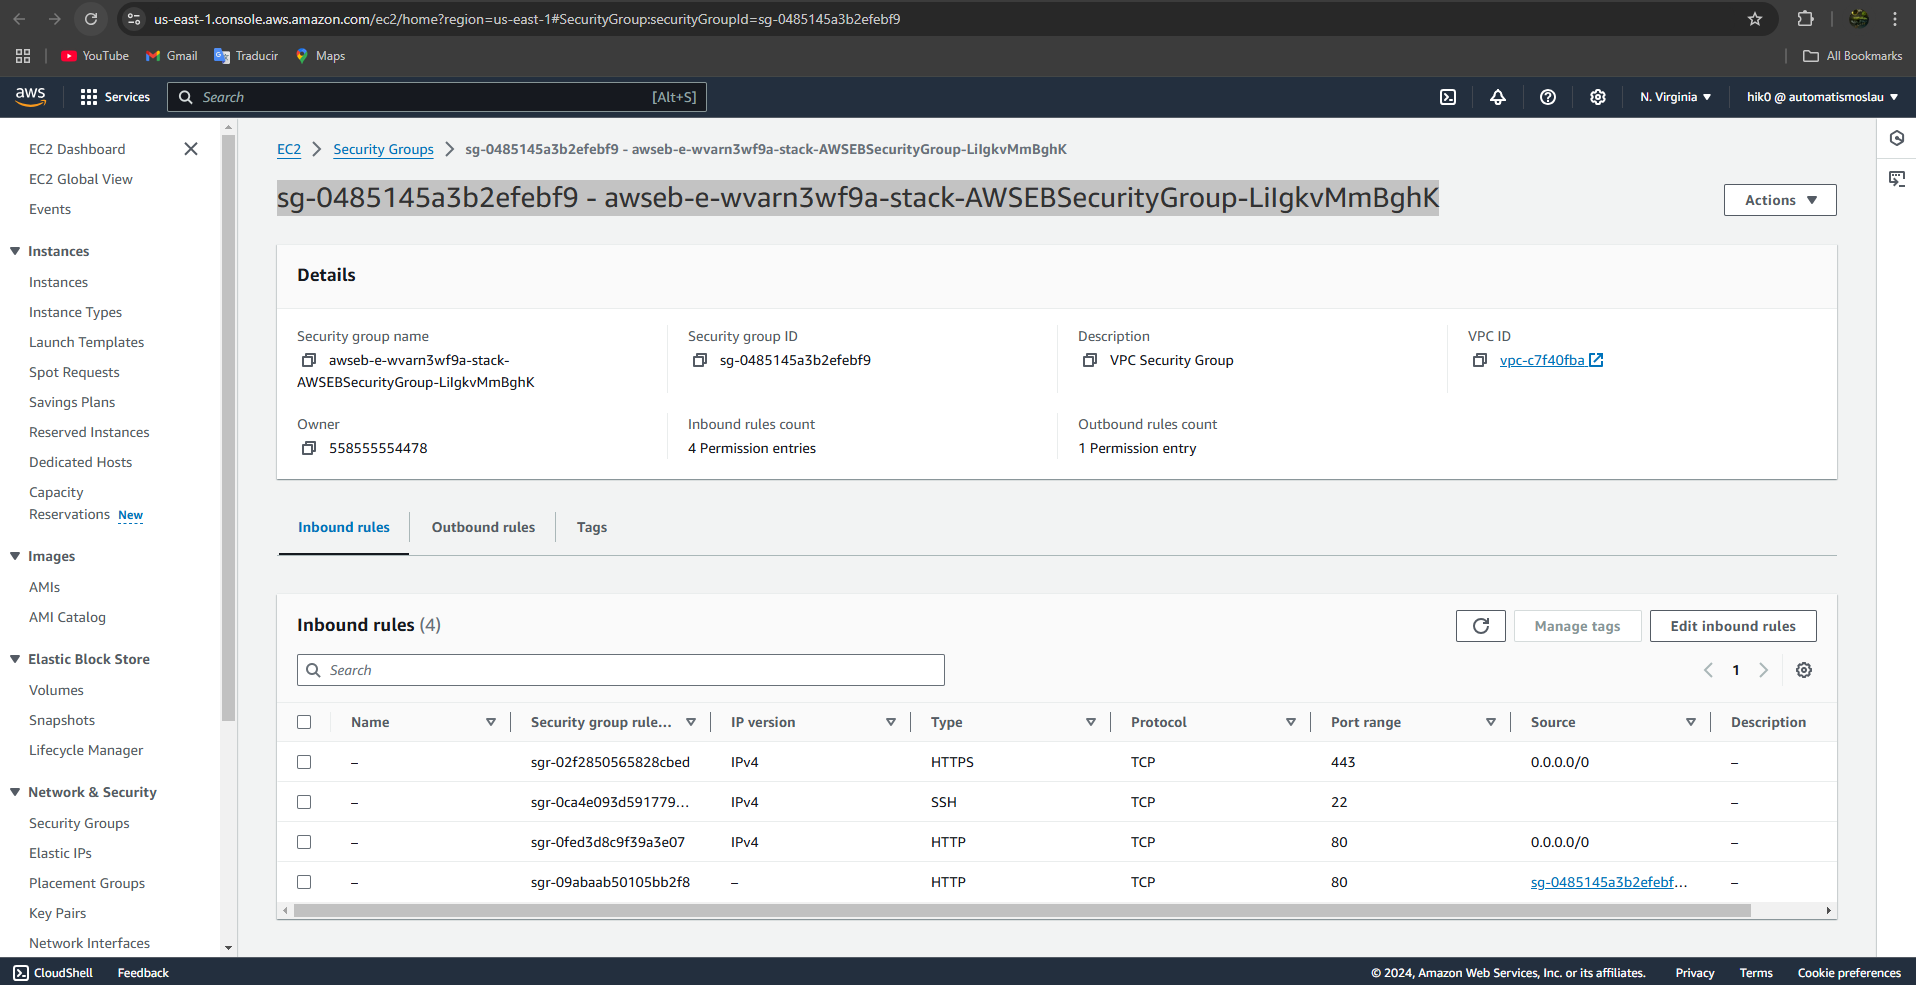 us-east-1.console.aws.amazon.com/ec2/home?region=us-east-1#SecurityGroup:securityGroupId=sg-0485145a3b2efebf9
YouTube Gmail Traducir Maps All Bookmarks
aws Services Search [Alt+S] N. Virginia ▼ hik0 @ automatismoslau ▼
EC2 Dashboard
EC2 Global View
Events
Instances
Instances
Instance Types
Launch Templates
Spot Requests
Savings Plans
Reserved Instances
Dedicated Hosts
Capacity
Reservations New
Images
AMIs
AMI Catalog
Elastic Block Store
Volumes
Snapshots
Lifecycle Manager
Network & Security
Security Groups
Elastic IPs
Placement Groups
Key Pairs
Network Interfaces
EC2 > Security Groups > sg-0485145a3b2efebf9 - awseb-e-wvarn3wf9a-stack-AWSEBSecurityGroup-LiIgkvMmBghK
sg-0485145a3b2efebf9 - awseb-e-wvarn3wf9a-stack-AWSEBSecurityGroup-LiIgkvMmBghK
Actions ▼
Details
Security group name
awseb-e-wvarn3wf9a-stack-
AWSEBSecurityGroup-LiIgkvMmBghK
Security group ID
sg-0485145a3b2efebf9
Description
VPC Security Group
VPC ID
vpc-c7f40fba
Owner
558555554478
Inbound rules count
4 Permission entries
Outbound rules count
1 Permission entry
Inbound rules Outbound rules Tags
Inbound rules (4)
Manage tags Edit inbound rules
Search
1
Name Security group rule... IP version Type Protocol Port range Source Description
– sgr-02f2850565828cbed IPv4 HTTPS TCP 443 0.0.0.0/0 –
– sgr-0ca4e093d591779... IPv4 SSH TCP 22 –
– sgr-0fed3d8c9f39a3e07 IPv4 HTTP TCP 80 0.0.0.0/0 –
– sgr-09abaab50105bb2f8 – HTTP TCP 80 sg-0485145a3b2efebf... –
CloudShell Feedback © 2024, Amazon Web Services, Inc. or its affiliates. Privacy Terms Cookie preferences